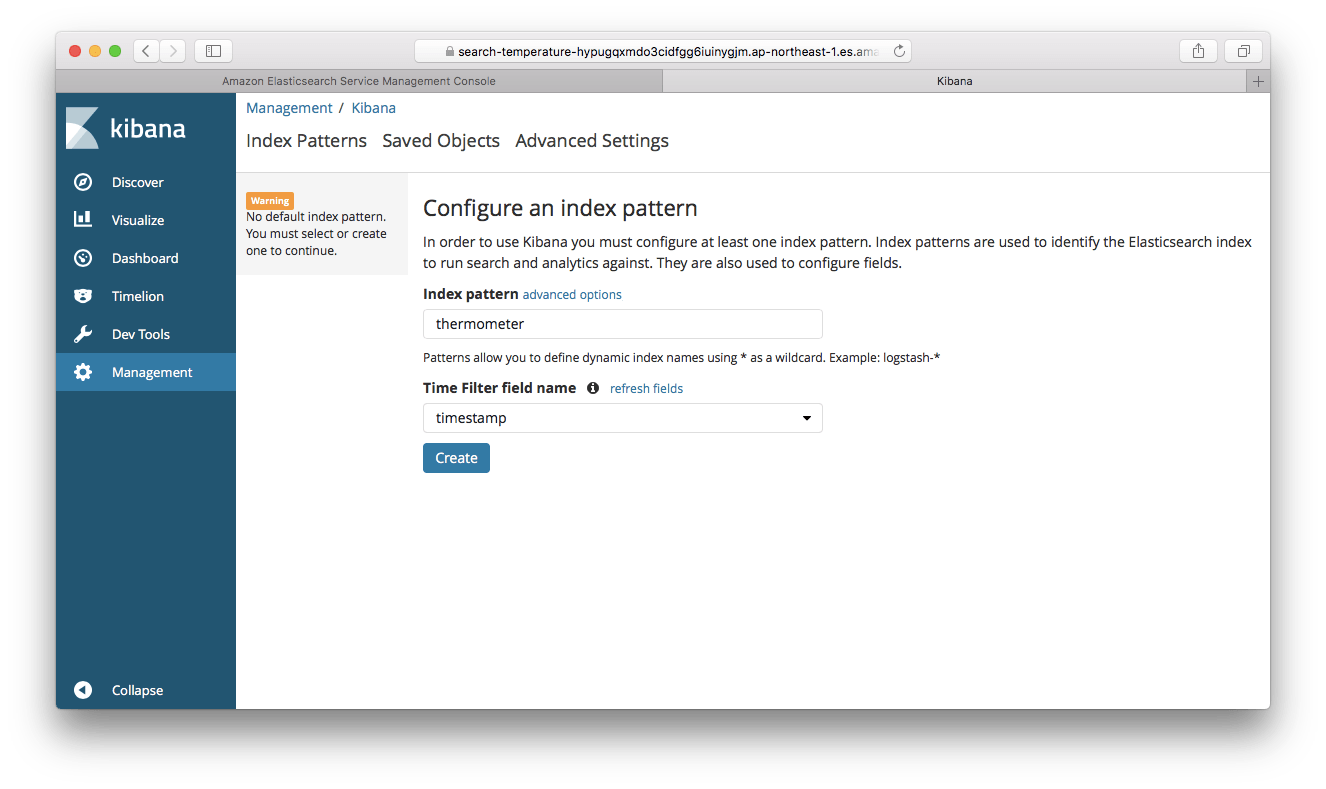 search-temperature-hypugqxmdo3cidfgg6iuinygjm.ap-northeast-1.es.ama
Amazon Elasticsearch Service Management Console
Kibana
kibana
Discover
Visualize
Dashboard
Timelion
Dev Tools
Management
Collapse
Management / Kibana
Index Patterns Saved Objects Advanced Settings
Warning
No default index pattern.
You must select or create
one to continue.
Configure an index pattern
In order to use Kibana you must configure at least one index pattern. Index patterns are used to identify the Elasticsearch index
to run search and analytics against. They are also used to configure fields.
Index pattern advanced options
thermometer
Patterns allow you to define dynamic index names using * as a wildcard. Example: logstash-*
Time Filter field name refresh fields
timestamp
Create